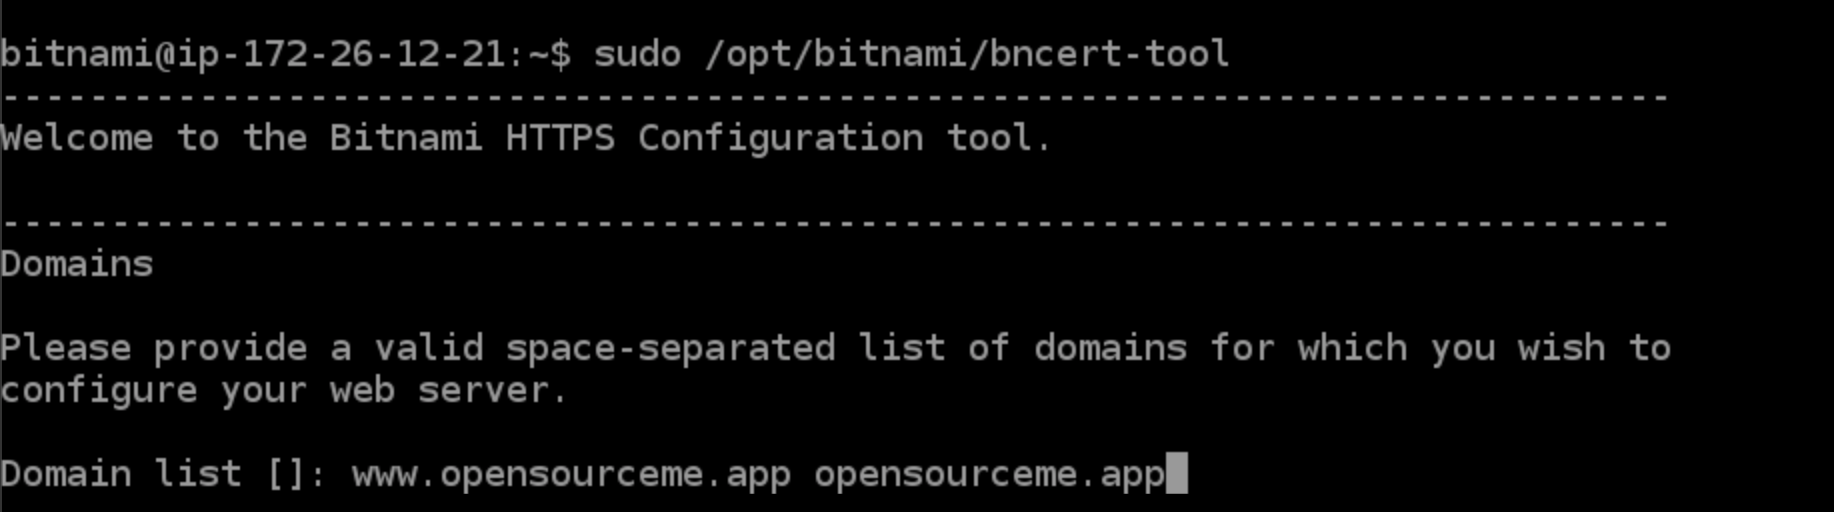 bitnami@ip-172-26-12-21:~$ sudo /opt/bitnami/bncert-tool
----------------------------------------------------------------------------
Welcome to the Bitnami HTTPS Configuration tool.
----------------------------------------------------------------------------
Domains
Please provide a valid space-separated list of domains for which you wish to
configure your web server.
Domain list []: www.opensourceme.app opensourceme.app